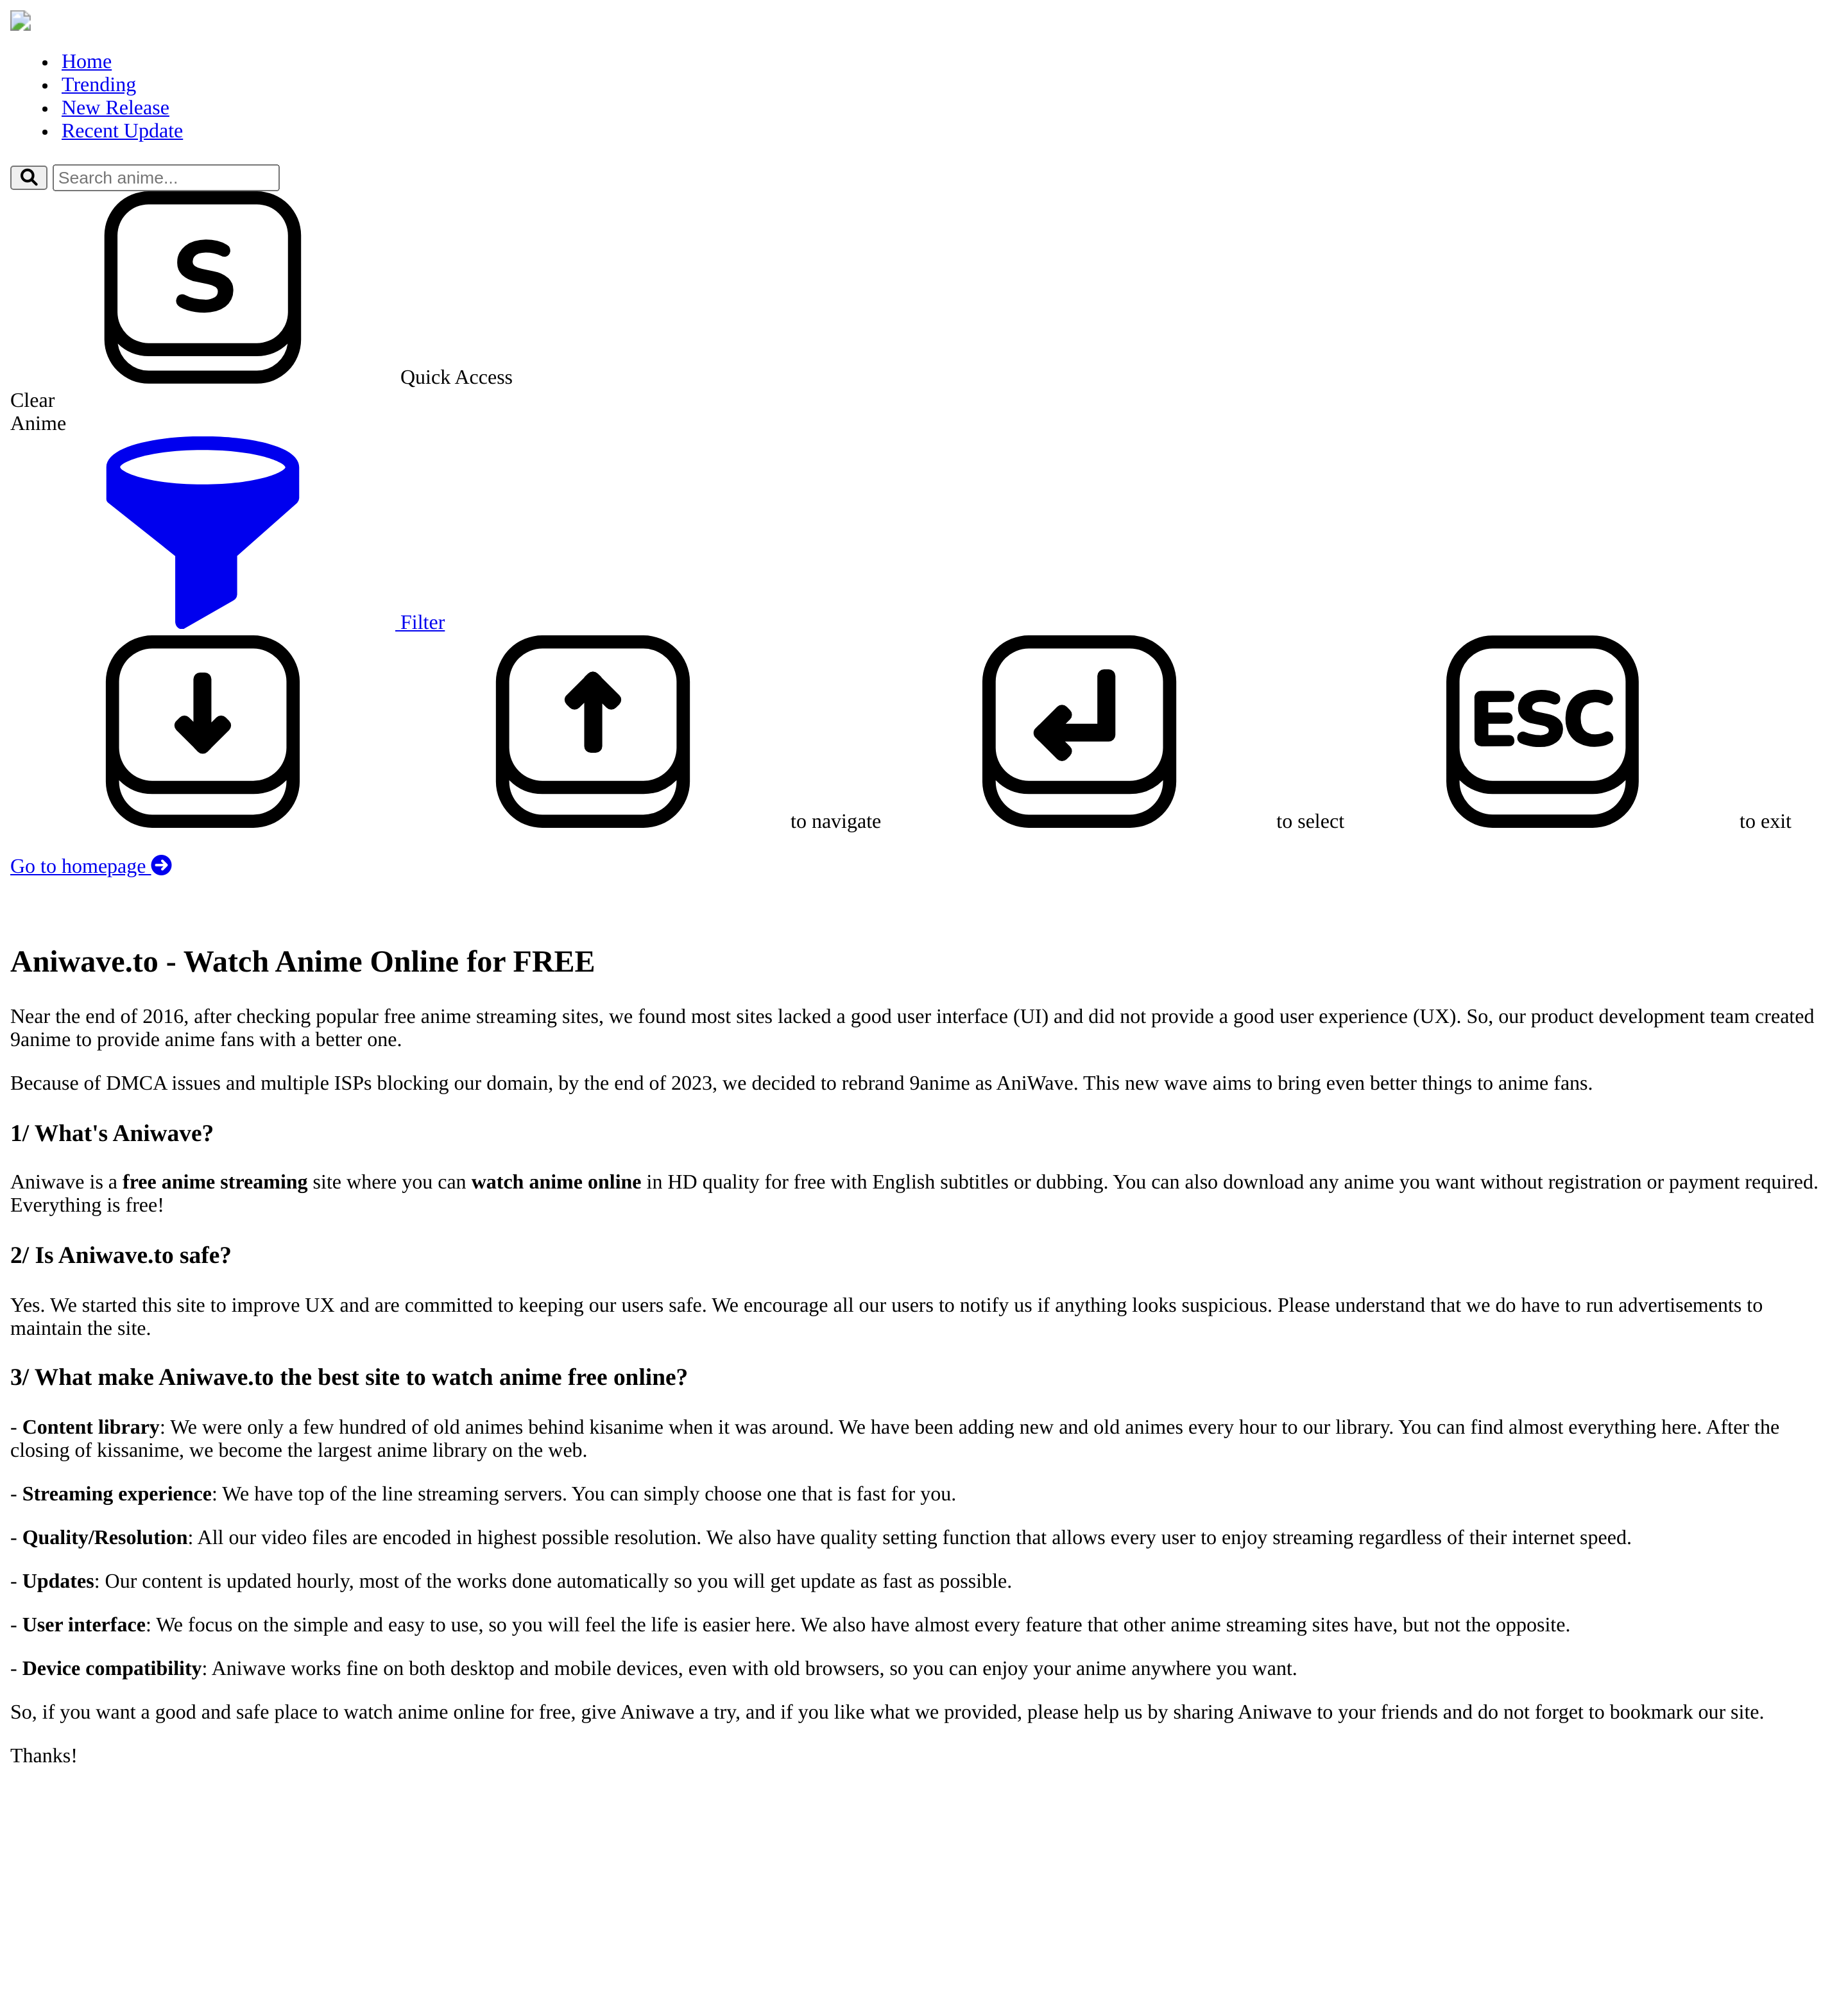 Home
Trending
New Release
Recent Update
Search anime...
S
Quick Access
Clear
Anime
Filter
ESC
to navigate to select to exit
Go to homepage
Aniwave.to - Watch Anime Online for FREE
Near the end of 2016, after checking popular free anime streaming sites, we found most sites lacked a good user interface (UI) and did not provide a good user experience (UX). So, our product development team created
9anime to provide anime fans with a better one.
Because of DMCA issues and multiple ISPs blocking our domain, by the end of 2023, we decided to rebrand 9anime as AniWave. This new wave aims to bring even better things to anime fans.
1/ What's Aniwave?
Aniwave is a free anime streaming site where you can watch anime online in HD quality for free with English subtitles or dubbing. You can also download any anime you want without registration or payment required.
Everything is free!
2/ Is Aniwave.to safe?
Yes. We started this site to improve UX and are committed to keeping our users safe. We encourage all our users to notify us if anything looks suspicious. Please understand that we do have to run advertisements to
maintain the site.
3/ What make Aniwave.to the best site to watch anime free online?
- Content library: We were only a few hundred of old animes behind kisanime when it was around. We have been adding new and old animes every hour to our library. You can find almost everything here. After the
closing of kissanime, we become the largest anime library on the web.
- Streaming experience: We have top of the line streaming servers. You can simply choose one that is fast for you.
- Quality/Resolution: All our video files are encoded in highest possible resolution. We also have quality setting function that allows every user to enjoy streaming regardless of their internet speed.
- Updates: Our content is updated hourly, most of the works done automatically so you will get update as fast as possible.
- User interface: We focus on the simple and easy to use, so you will feel the life is easier here. We also have almost every feature that other anime streaming sites have, but not the opposite.
- Device compatibility: Aniwave works fine on both desktop and mobile devices, even with old browsers, so you can enjoy your anime anywhere you want.
So, if you want a good and safe place to watch anime online for free, give Aniwave a try, and if you like what we provided, please help us by sharing Aniwave to your friends and do not forget to bookmark our site.
Thanks!